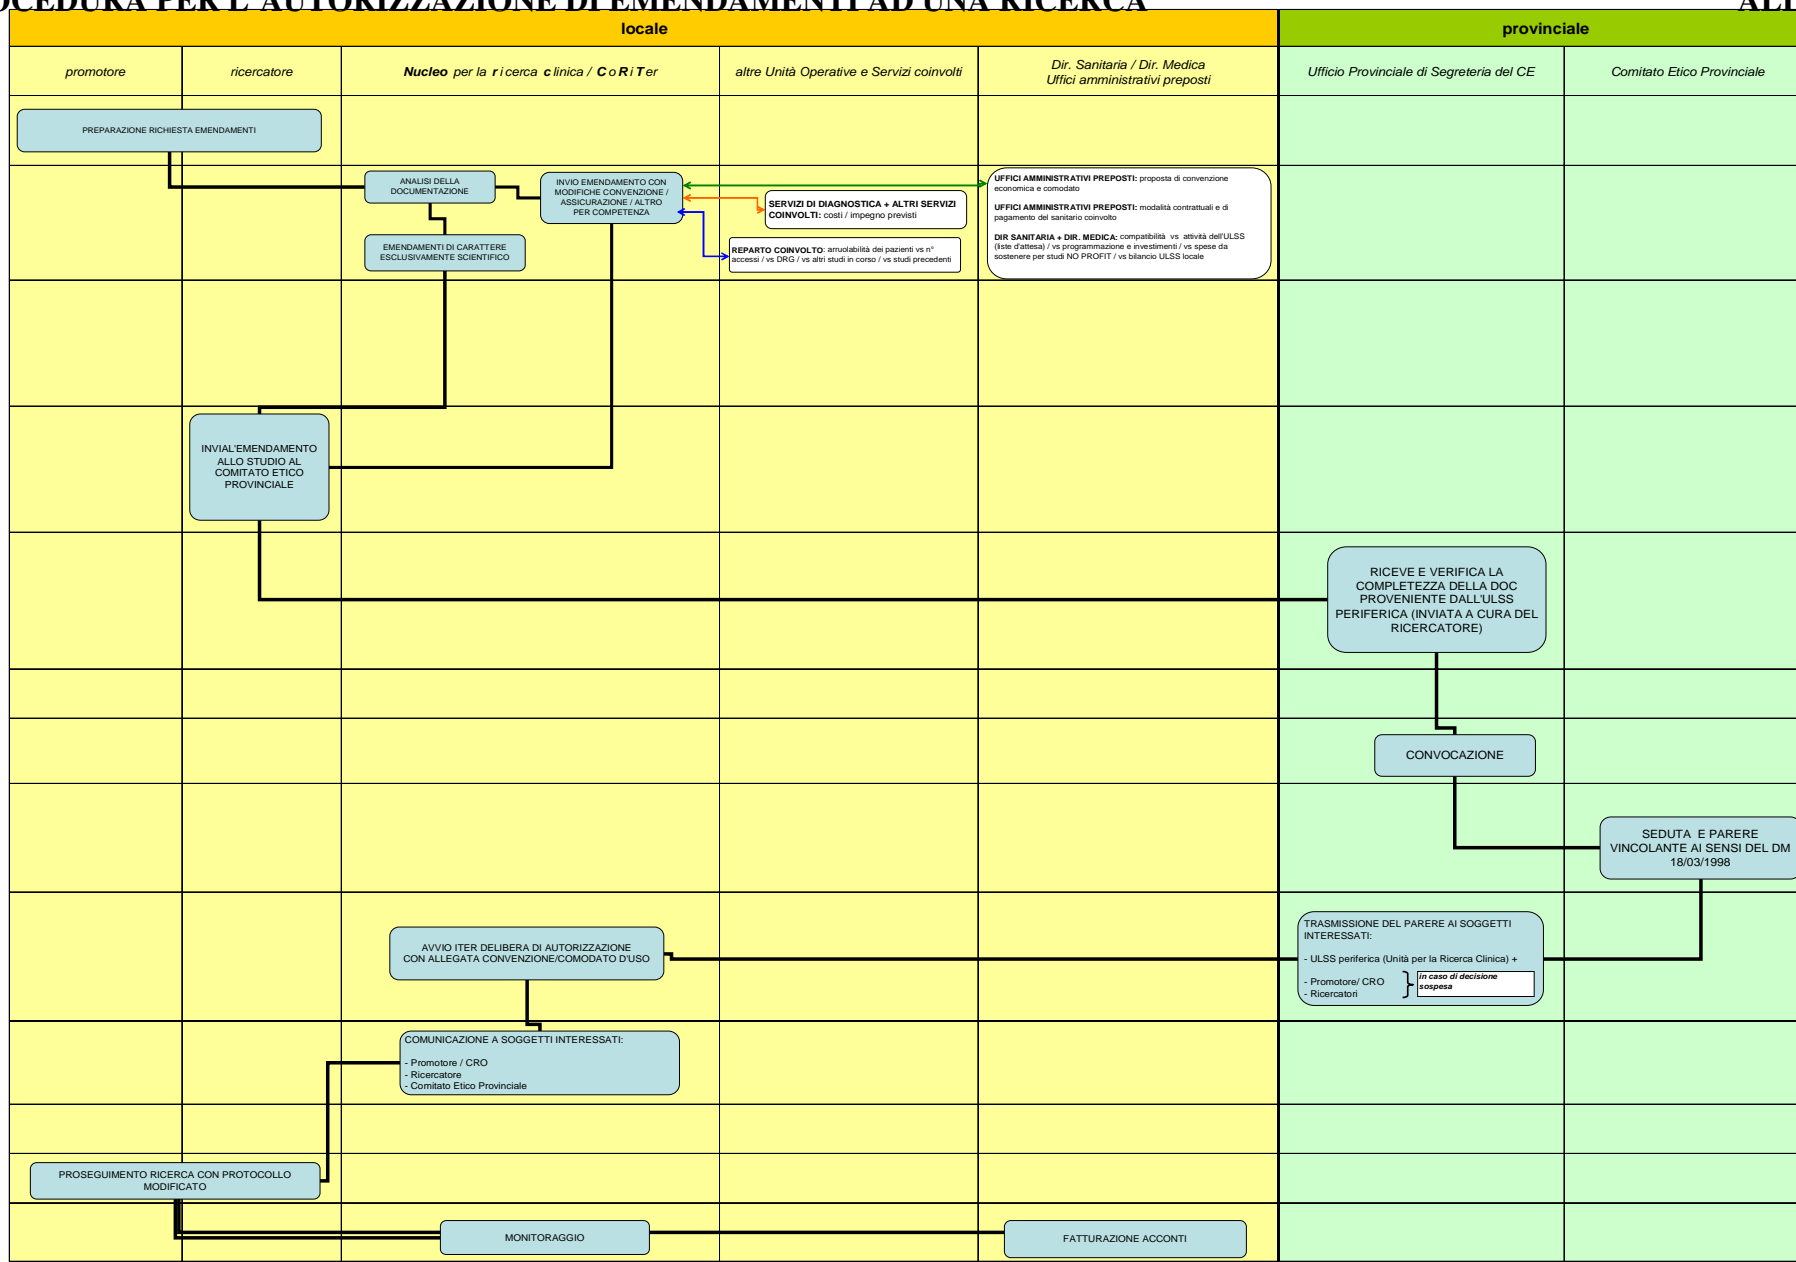 OCEDURA PER L'AUTORIZZAZIONE DI EMENDAMENTI AD UNA RICERCA
ALL
locale
provinciale
promotore
ricercatore
Nucleo per la ricerca clinica / CoRiTer
altre Unità Operative e Servizi coinvolti
Dir. Sanitaria / Dir. Medica
Uffici amministrativi preposti
Ufficio Provinciale di Segreteria del CE
Comitato Etico Provinciale
PREPARAZIONE RICHIESTA EMENDAMENTI
ANALISI DELLA
DOCUMENTAZIONE
INVIO EMENDAMENTO CON
MODIFICHE CONVENZIONE /
ASSICURAZIONE / ALTRO
PER COMPETENZA
SERVIZI DI DIAGNOSTICA + ALTRI SERVIZI
COINVOLTI: costi / impegno previsti
UFFICI AMMINISTRATIVI PREPOSTI: proposta di convenzione
economica e comodato
UFFICI AMMINISTRATIVI PREPOSTI: modalità contrattuali e di
pagamento del sanitario coinvolto
DIR SANITARIA + DIR. MEDICA: compatibilità vs attività dell'ULSS
(liste d'attesa) / vs programmazione e investimenti / vs spese da
sostenere per studi NO PROFIT / vs bilancio ULSS locale
EMENDAMENTI DI CARATTERE
ESCLUSIVAMENTE SCIENTIFICO
REPARTO COINVOLTO: arruolabilità dei pazienti vs n°
accessi / vs DRG / vs altri studi in corso / vs studi precedenti
INVIAL'EMENDAMENTO
ALLO STUDIO AL
COMITATO ETICO
PROVINCIALE
RICEVE E VERIFICA LA
COMPLETEZZA DELLA DOC
PROVENIENTE DALL'ULSS
PERIFERICA (INVIATA A CURA DEL
RICERCATORE)
CONVOCAZIONE
SEDUTA E PARERE
VINCOLANTE AI SENSI DEL DM
18/03/1998
AVVIO ITER DELIBERA DI AUTORIZZAZIONE
CON ALLEGATA CONVENZIONE/COMODATO D'USO
TRASMISSIONE DEL PARERE AI SOGGETTI
INTERESSATI:
- ULSS periferica (Unità per la Ricerca Clinica) +
- Promotore/ CRO
- Ricercatori
in caso di decisione
sospesa
COMUNICAZIONE A SOGGETTI INTERESSATI:
- Promotore / CRO
- Ricercatore
- Comitato Etico Provinciale
PROSEGUIMENTO RICERCA CON PROTOCOLLO
MODIFICATO
MONITORAGGIO
FATTURAZIONE ACCONTI